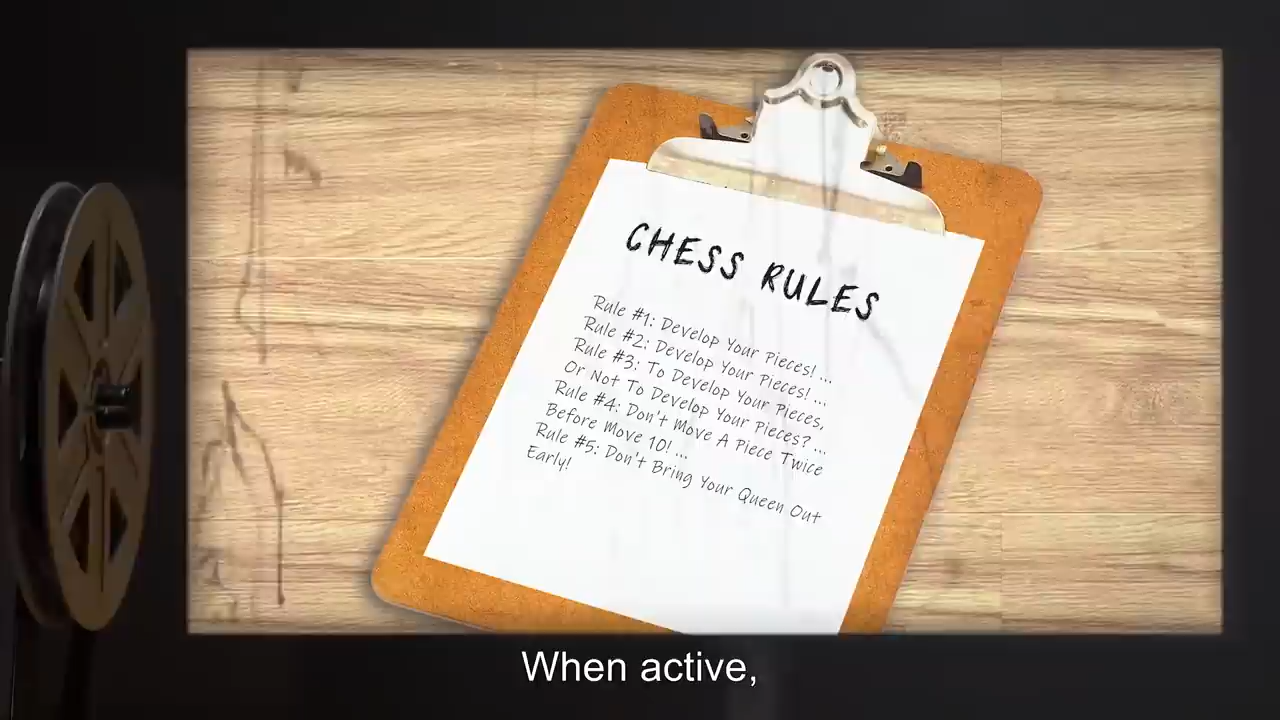 CHESS RULES
Rule #1: Develop Your Pieces! ...
Rule #2: Develop Your Pieces! ...
Rule #3: To Develop Your Pieces,
Or Not To Develop Your Pieces? ...
Rule #4: Don't Move A Piece Twice
Before Move 10! ...
Rule #5: Don't Bring Your Queen Out
Early!
When active,